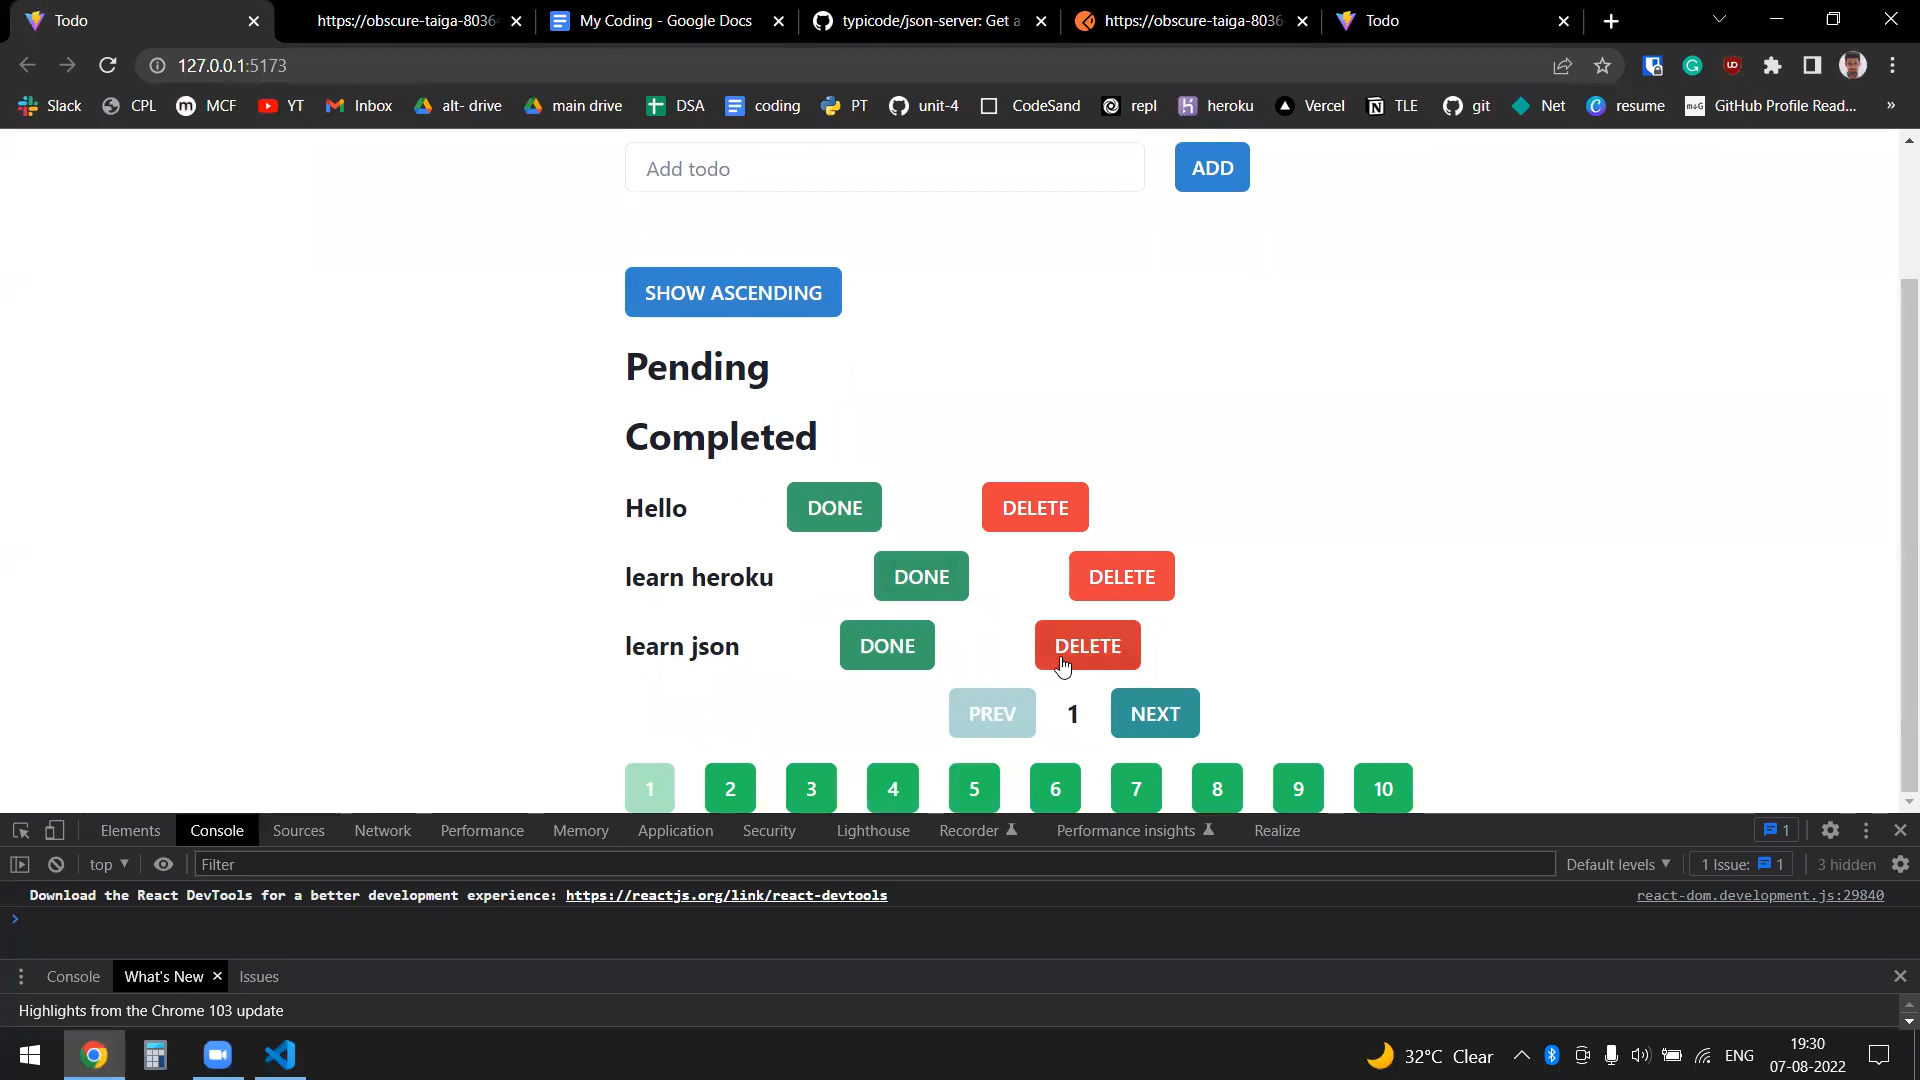 Todo
https://obscure-taiga-8036
My Coding - Google Docs
typicode/json-server: Get a
https://obscure-taiga-8036
Todo
127.0.0.1:5173
Slack CPL MCF YT Inbox alt- drive main drive DSA coding PT unit-4 CodeSand repl heroku Vercel TLE git Net resume GitHub Profile Read... »
Add todo ADD
SHOW ASCENDING
Pending
Completed
Hello DONE DELETE
learn heroku DONE DELETE
learn json DONE DELETE
PREV 1 NEXT
1 2 3 4 5 6 7 8 9 10
Elements Console Sources Network Performance Memory Application Security Lighthouse Recorder Performance insights Realize 1
top Filter Default levels 1 Issue: 1 3 hidden
Download the React DevTools for a better development experience: https://reactjs.org/link/react-devtools react-dom.development.js:29840
Console What's New Issues
Highlights from the Chrome 103 update
32°C Clear ENG 19:30
07-08-2022